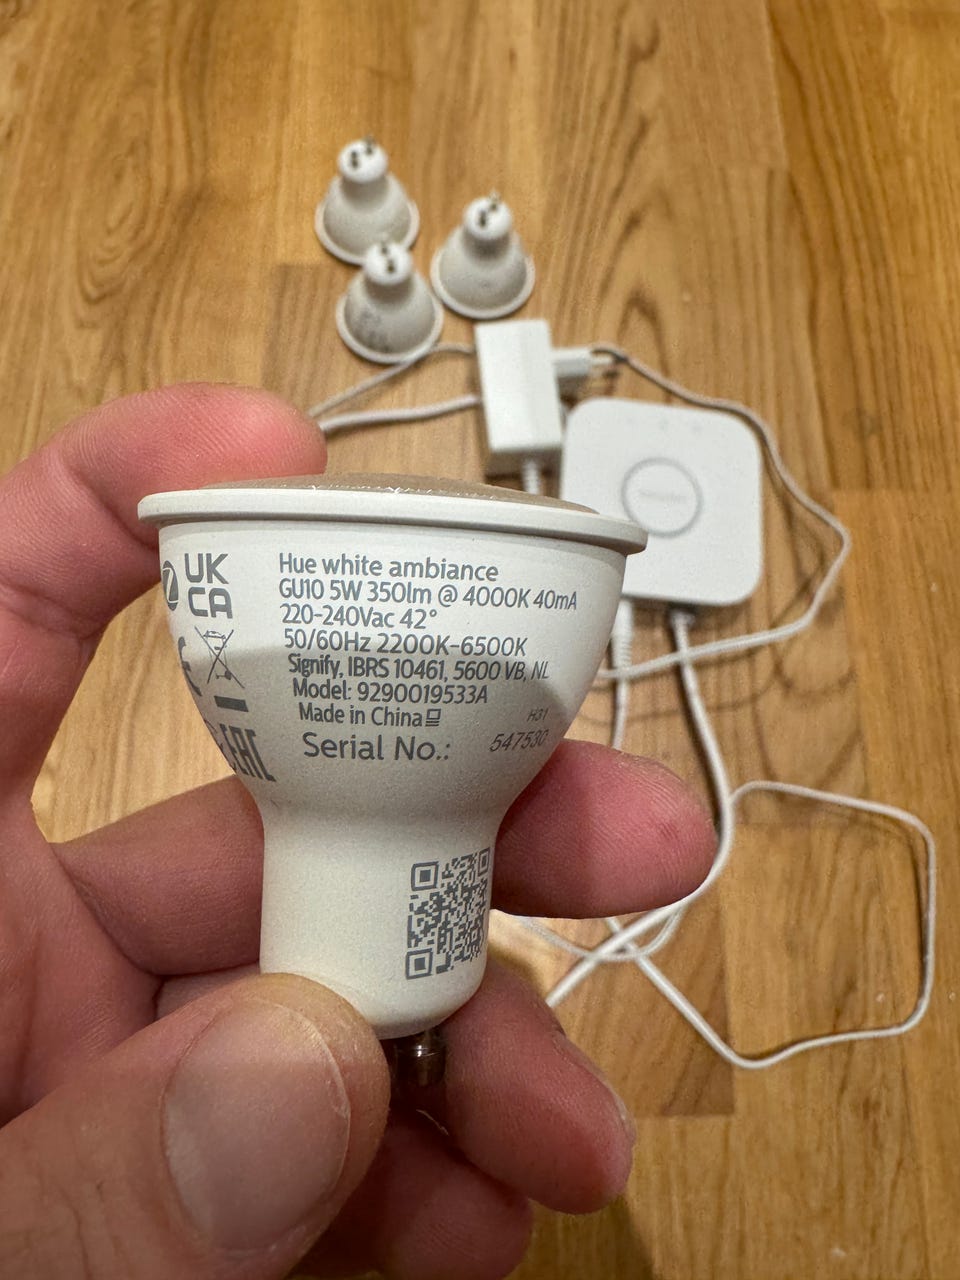 UK
CA
Hue white ambiance
GU10 5W 350lm @ 4000K 40mA
220-240Vac 42°
50/60Hz 2200K-6500K
Signify, IBRS 10461, 5600 VB, NL
Model: 9290019533A
Made in China
H31
Serial No.: 547530
CE
EAC